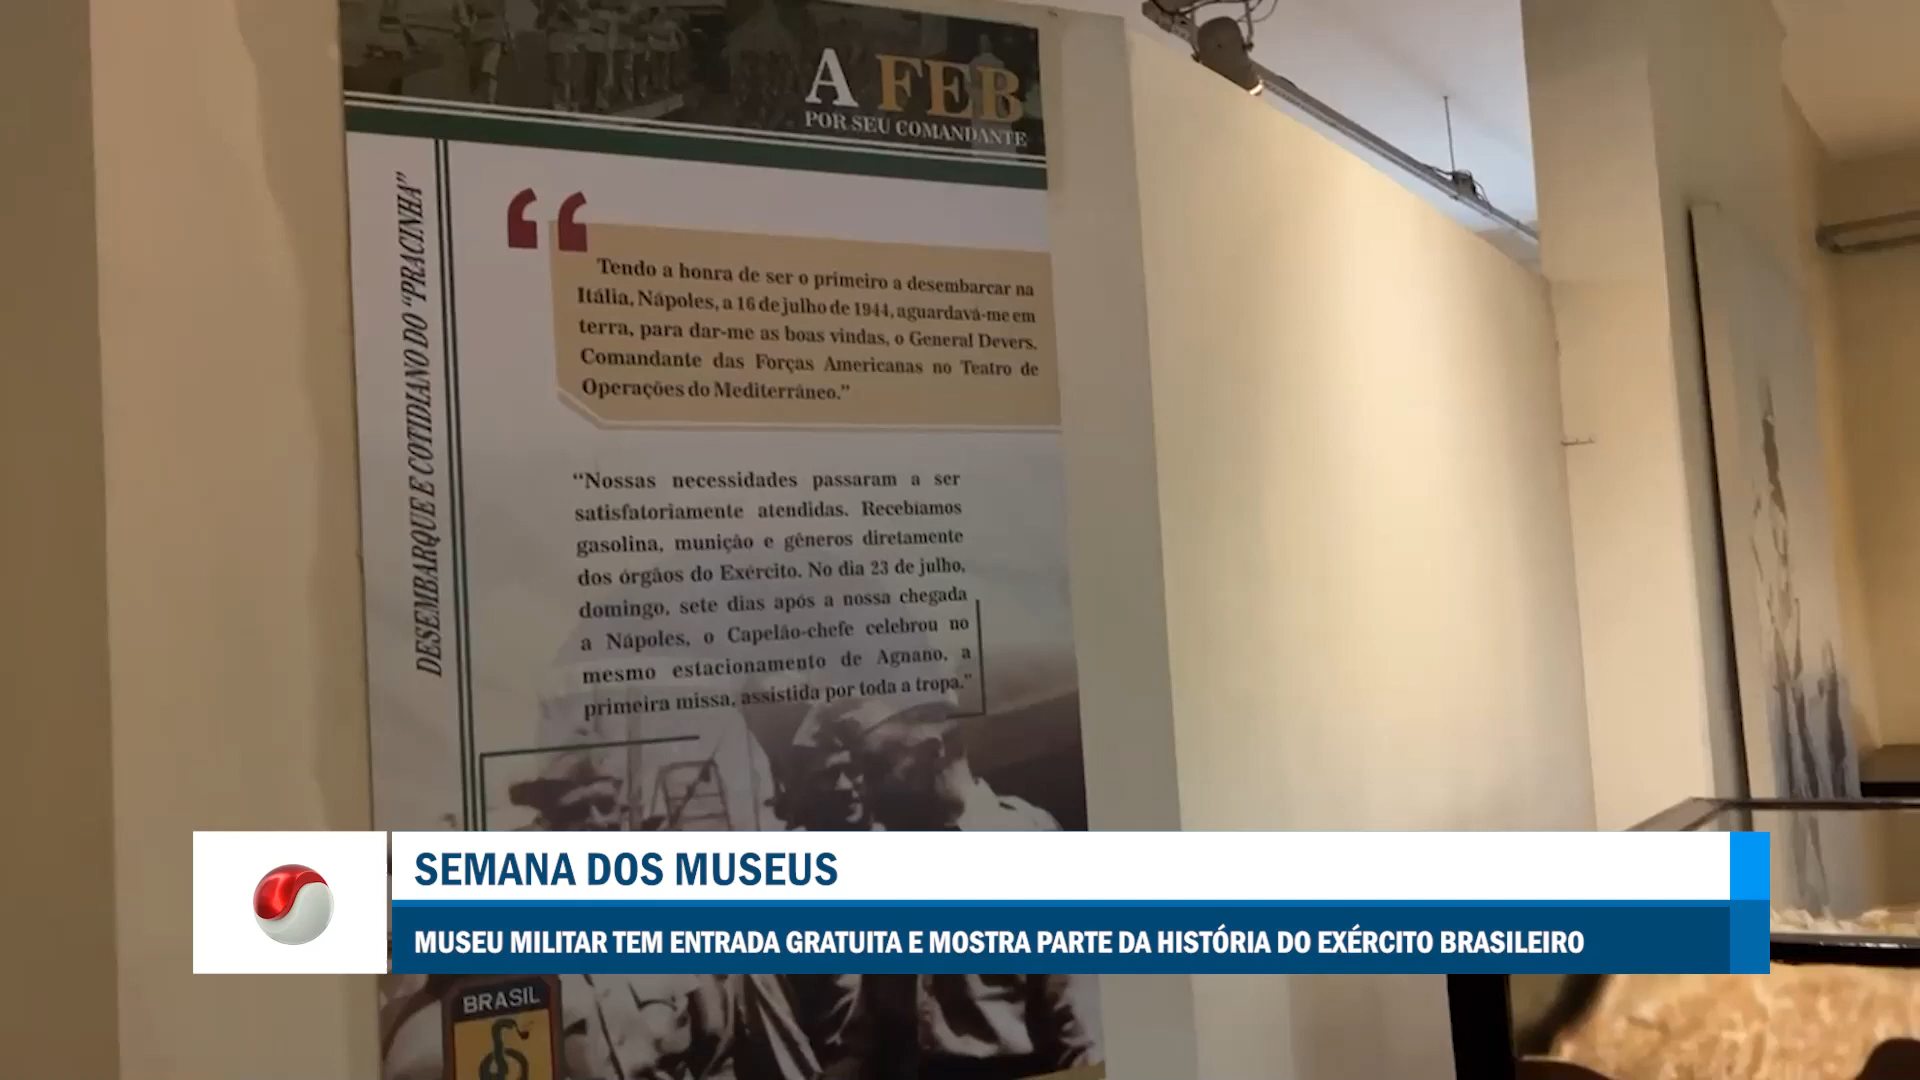 A FEB
POR SEU COMANDANTE
DESEMBARQUE E COTIDIANO DO “PRACINHA”
Tendo a honra de ser o primeiro a desembarcar na
Itália, Nápoles, a 16 de julho de 1944, aguardava-me em
terra, para dar-me as boas vindas, o General Devers.
Comandante das Forças Americanas no Teatro de
Operações do Mediterrâneo.”
“Nossas necessidades passaram a ser
satisfatoriamente atendidas. Recebíamos
gasolina, munição e gêneros diretamente
dos órgãos do Exército. No dia 23 de julho,
domingo, sete dias após a nossa chegada
a Nápoles, o Capelão-chefe celebrou no
mesmo estacionamento de Agnano, a
primeira missa, assistida por toda a tropa.”
SEMANA DOS MUSEUS
MUSEU MILITAR TEM ENTRADA GRATUITA E MOSTRA PARTE DA HISTÓRIA DO EXÉRCITO BRASILEIRO
BRASIL